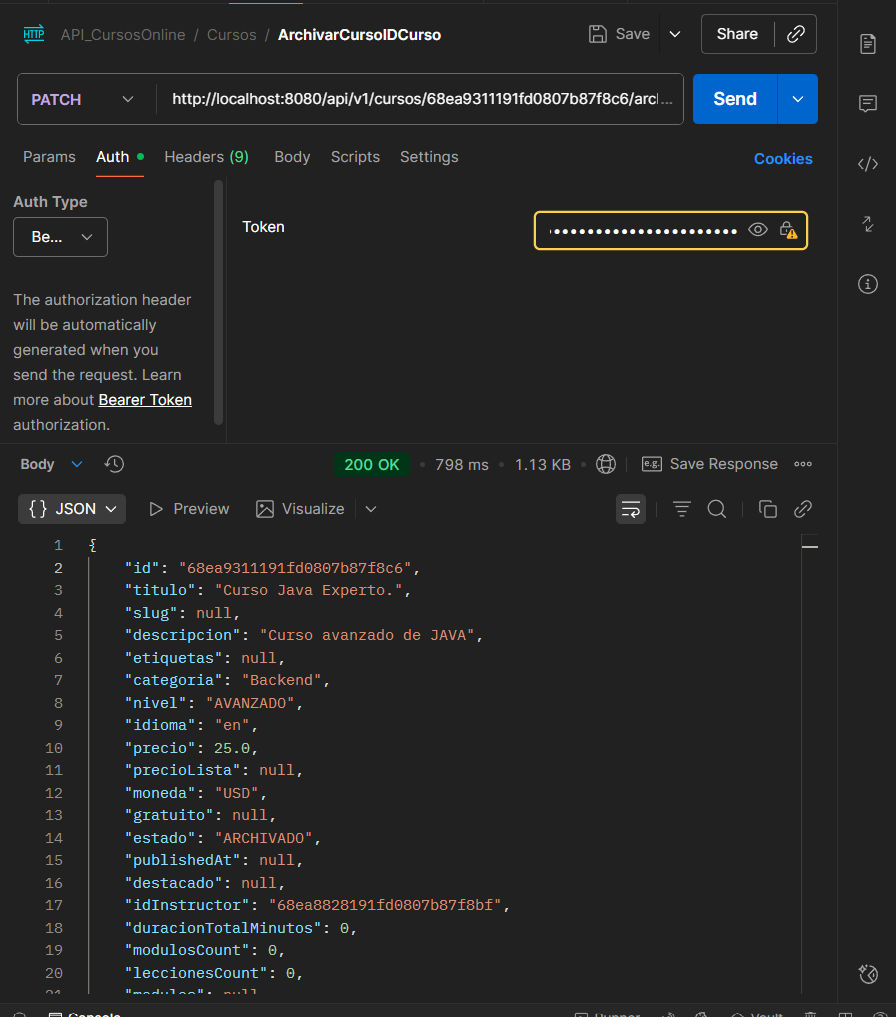 HTTP API_CursosOnline / Cursos / ArchivarCursoIDCurso Save Share
PATCH http://localhost:8080/api/v1/cursos/68ea9311191fd0807b87f8c6/arc... Send
Params Auth Headers (9) Body Scripts Settings Cookies
Auth Type
Be...
Token
The authorization header
will be automatically
generated when you
send the request. Learn
more about Bearer Token
authorization.
Body 200 OK • 798 ms • 1.13 KB • e.g. Save Response
{} JSON Preview Visualize
1 {
2 "id": "68ea9311191fd0807b87f8c6",
3 "titulo": "Curso Java Experto.",
4 "slug": null,
5 "descripcion": "Curso avanzado de JAVA",
6 "etiquetas": null,
7 "categoria": "Backend",
8 "nivel": "AVANZADO",
9 "idioma": "en",
10 "precio": 25.0,
11 "precioLista": null,
12 "moneda": "USD",
13 "gratuito": null,
14 "estado": "ARCHIVADO",
15 "publishedAt": null,
16 "destacado": null,
17 "idInstructor": "68ea8828191fd0807b87f8bf",
18 "duracionTotalMinutos": 0,
19 "modulosCount": 0,
20 "leccionesCount": 0,
21 "modulos": null
Console Runner Vault